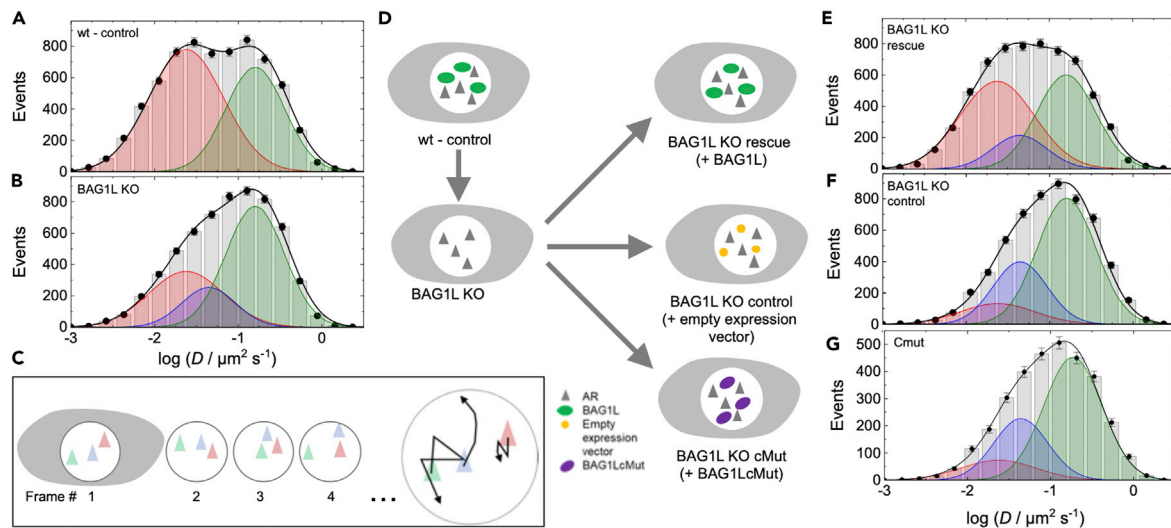 A
wt - control
Events
800
600
400
200
0
B
BAG1L KO
Events
800
600
400
200
0
-3
-2
-1
0
log (D / µm² s⁻¹)
C
Frame #
1
2
3
4
...
D
wt - control
BAG1L KO
BAG1L KO rescue
(+ BAG1L)
BAG1L KO control
(+ empty expression
vector)
BAG1L KO cMut
(+ BAG1LcMut)
AR
BAG1L
Empty
expression
vector
BAG1LcMut
E
BAG1L KO
rescue
Events
800
600
400
200
0
F
BAG1L KO
control
Events
800
600
400
200
0
G
Cmut
Events
500
400
300
200
100
0
-3
-2
-1
0
log (D / µm² s⁻¹)